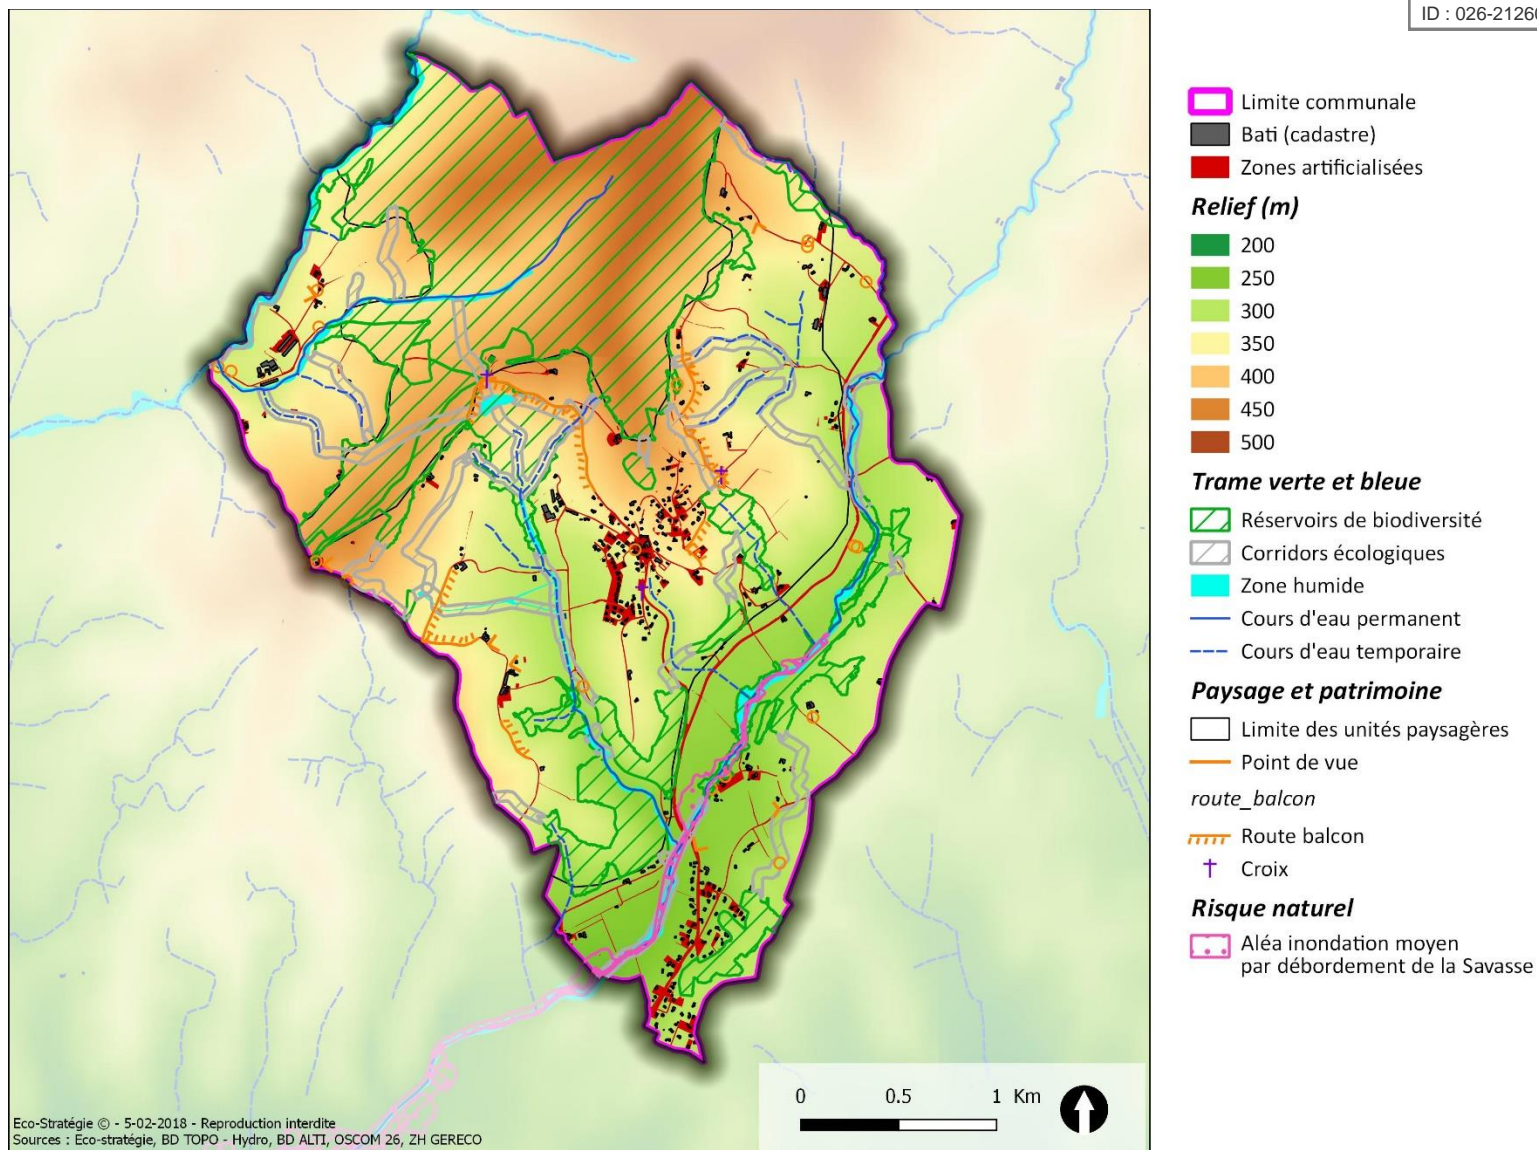 ID : 026-2126
Limite communale
Bati (cadastre)
Zones artificialisées
Relief (m)
200
250
300
350
400
450
500
Trame verte et bleue
Réservoirs de biodiversité
Corridors écologiques
Zone humide
Cours d'eau permanent
Cours d'eau temporaire
Paysage et patrimoine
Limite des unités paysagères
Point de vue
route_balcon
Route balcon
Croix
Risque naturel
Aléa inondation moyen
par débordement de la Savasse
0 0.5 1 Km
Eco-Stratégie © - 5-02-2018 - Reproduction interdite
Sources : Eco-stratégie, BD TOPO - Hydro, BD ALTI, OSCOM 26, ZH GERECO